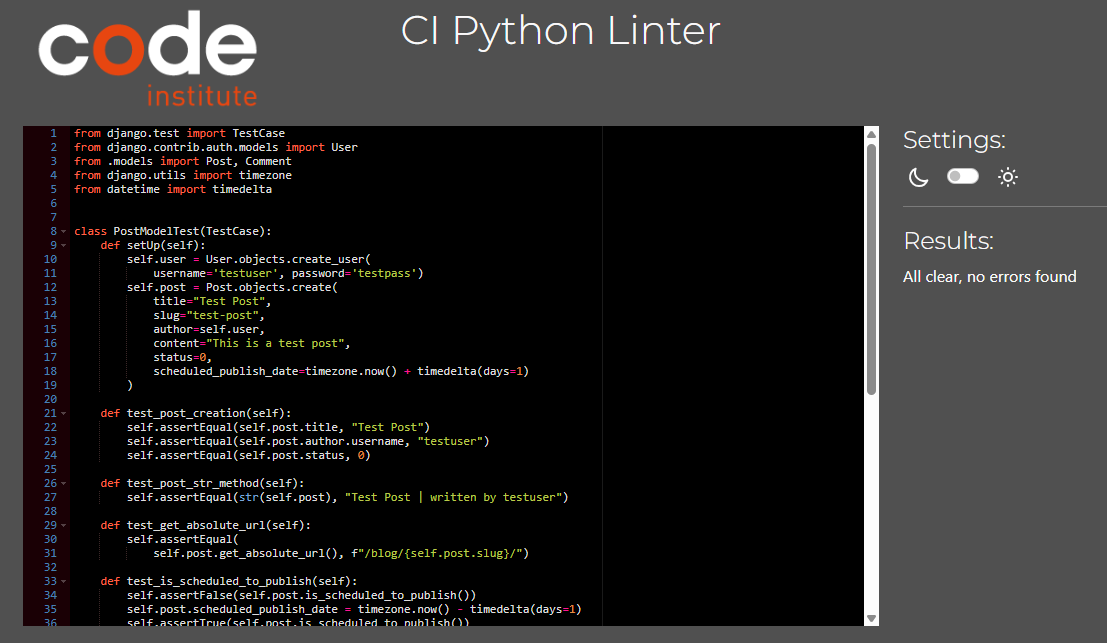 code
institute
CI Python Linter
1 from django.test import TestCase
2 from django.contrib.auth.models import User
3 from .models import Post, Comment
4 from django.utils import timezone
5 from datetime import timedelta
6
7
8 class PostModelTest(TestCase):
9     def setUp(self):
10         self.user = User.objects.create_user(
11             username='testuser', password='testpass')
12         self.post = Post.objects.create(
13             title="Test Post",
14             slug="test-post",
15             author=self.user,
16             content="This is a test post",
17             status=0,
18             scheduled_publish_date=timezone.now() + timedelta(days=1)
19         )
20
21     def test_post_creation(self):
22         self.assertEqual(self.post.title, "Test Post")
23         self.assertEqual(self.post.author.username, "testuser")
24         self.assertEqual(self.post.status, 0)
25
26     def test_post_str_method(self):
27         self.assertEqual(str(self.post), "Test Post | written by testuser")
28
29     def test_get_absolute_url(self):
30         self.assertEqual(
31             self.post.get_absolute_url(), f"/blog/{self.post.slug}/")
32
33     def test_is_scheduled_to_publish(self):
34         self.assertFalse(self.post.is_scheduled_to_publish())
35         self.post.scheduled_publish_date = timezone.now() - timedelta(days=1)
36         self.assertTrue(self.post.is_scheduled_to_publish())
Settings:
Results:
All clear, no errors found